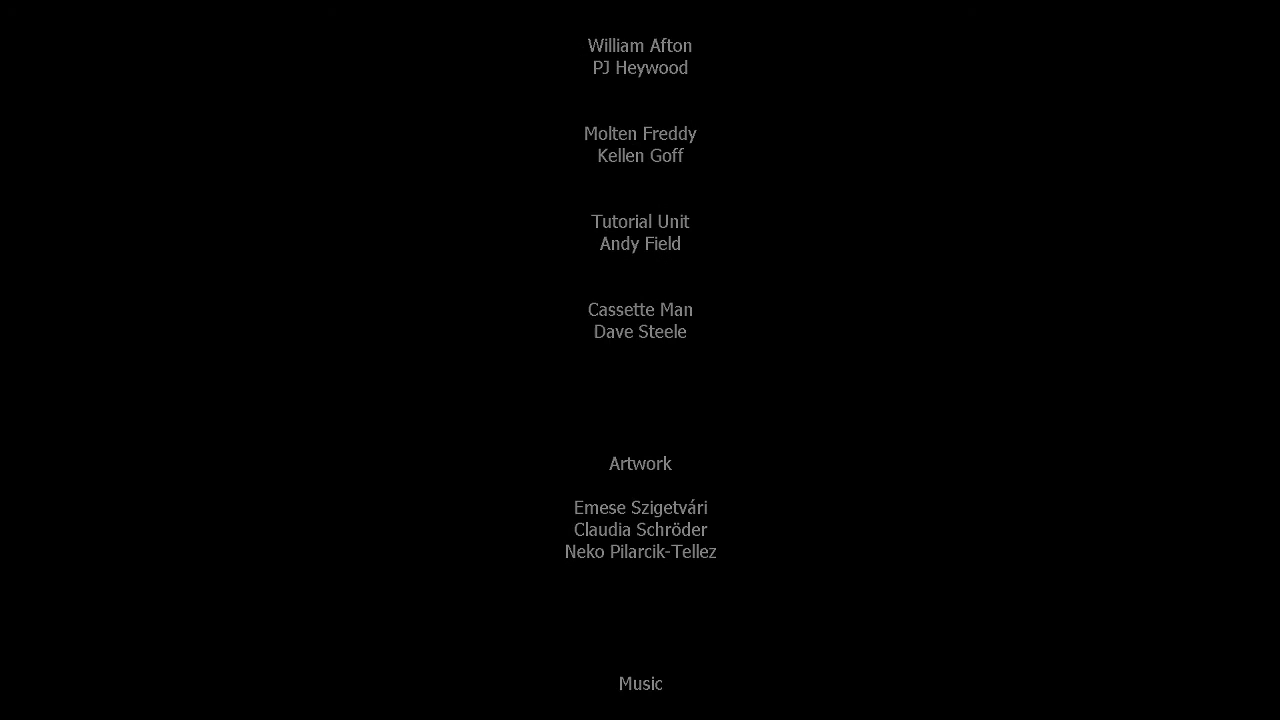 William Afton
PJ Heywood
Molten Freddy
Kellen Goff
Tutorial Unit
Andy Field
Cassette Man
Dave Steele
Artwork
Emese Szigetvári
Claudia Schröder
Neko Pilarcik-Tellez
Music